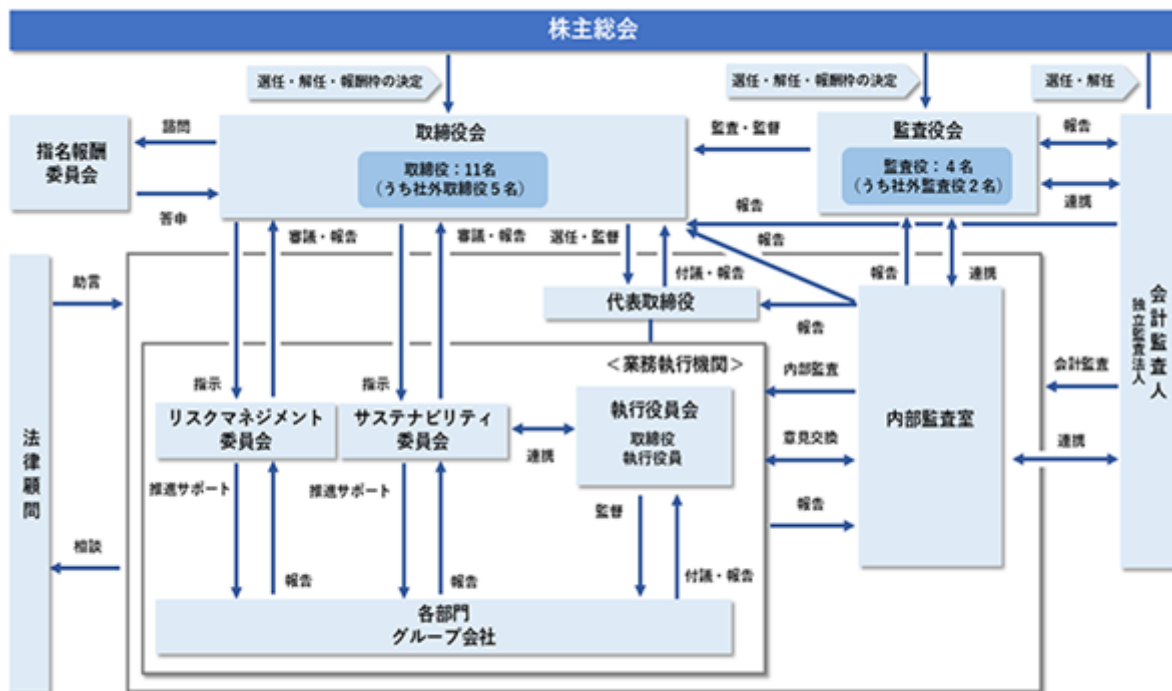 株主総会
選任・解任・報酬枠の決定
選任・解任・報酬枠の決定
選任・解任
指名報酬
委員会
諮問
答申
取締役会
取締役：11名
（うち社外取締役５名）
監査・監督
監査役会
監査役：４名
（うち社外監査役２名）
報告
連携
報告
審議・報告
審議・報告
選任・監督
付議・報告
報告
報告
連携
法律顧問
助言
相談
代表取締役
報告
会計監査人
独立監査法人
＜業務執行機関＞
指示
指示
リスクマネジメント
委員会
サステナビリティ
委員会
連携
執行役員会
取締役
執行役員
内部監査
意見交換
報告
内部監査室
会計監査
連携
推進サポート
報告
推進サポート
報告
監督
付議・報告
各部門
グループ会社